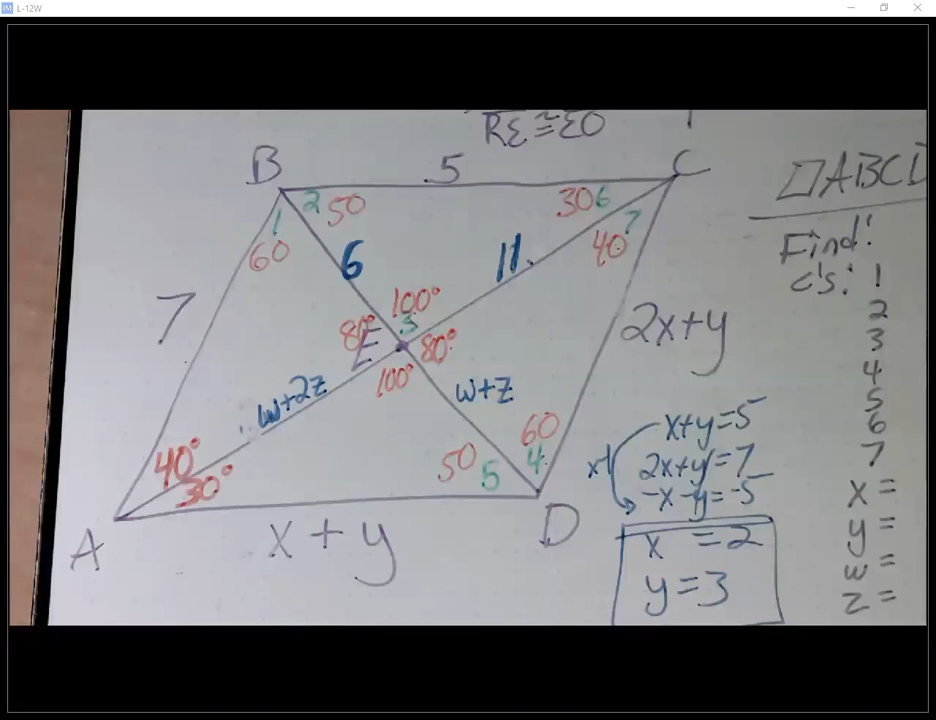 L-12W
RE≅EO
B
5
C
▱ABCD
2
50
30
6
1
60
7
40
Find:
<'s: 1
2
3
4
5
6
7
x =
y =
w =
z =
7
6
11
100°
3
80°
E
80°
100°
2x+y
w+2z
w+z
40°
30°
50
5
60
4
x+y=5
x-1
2x+y=7
-x-y=-5
x =2
y=3
A
x+y
D